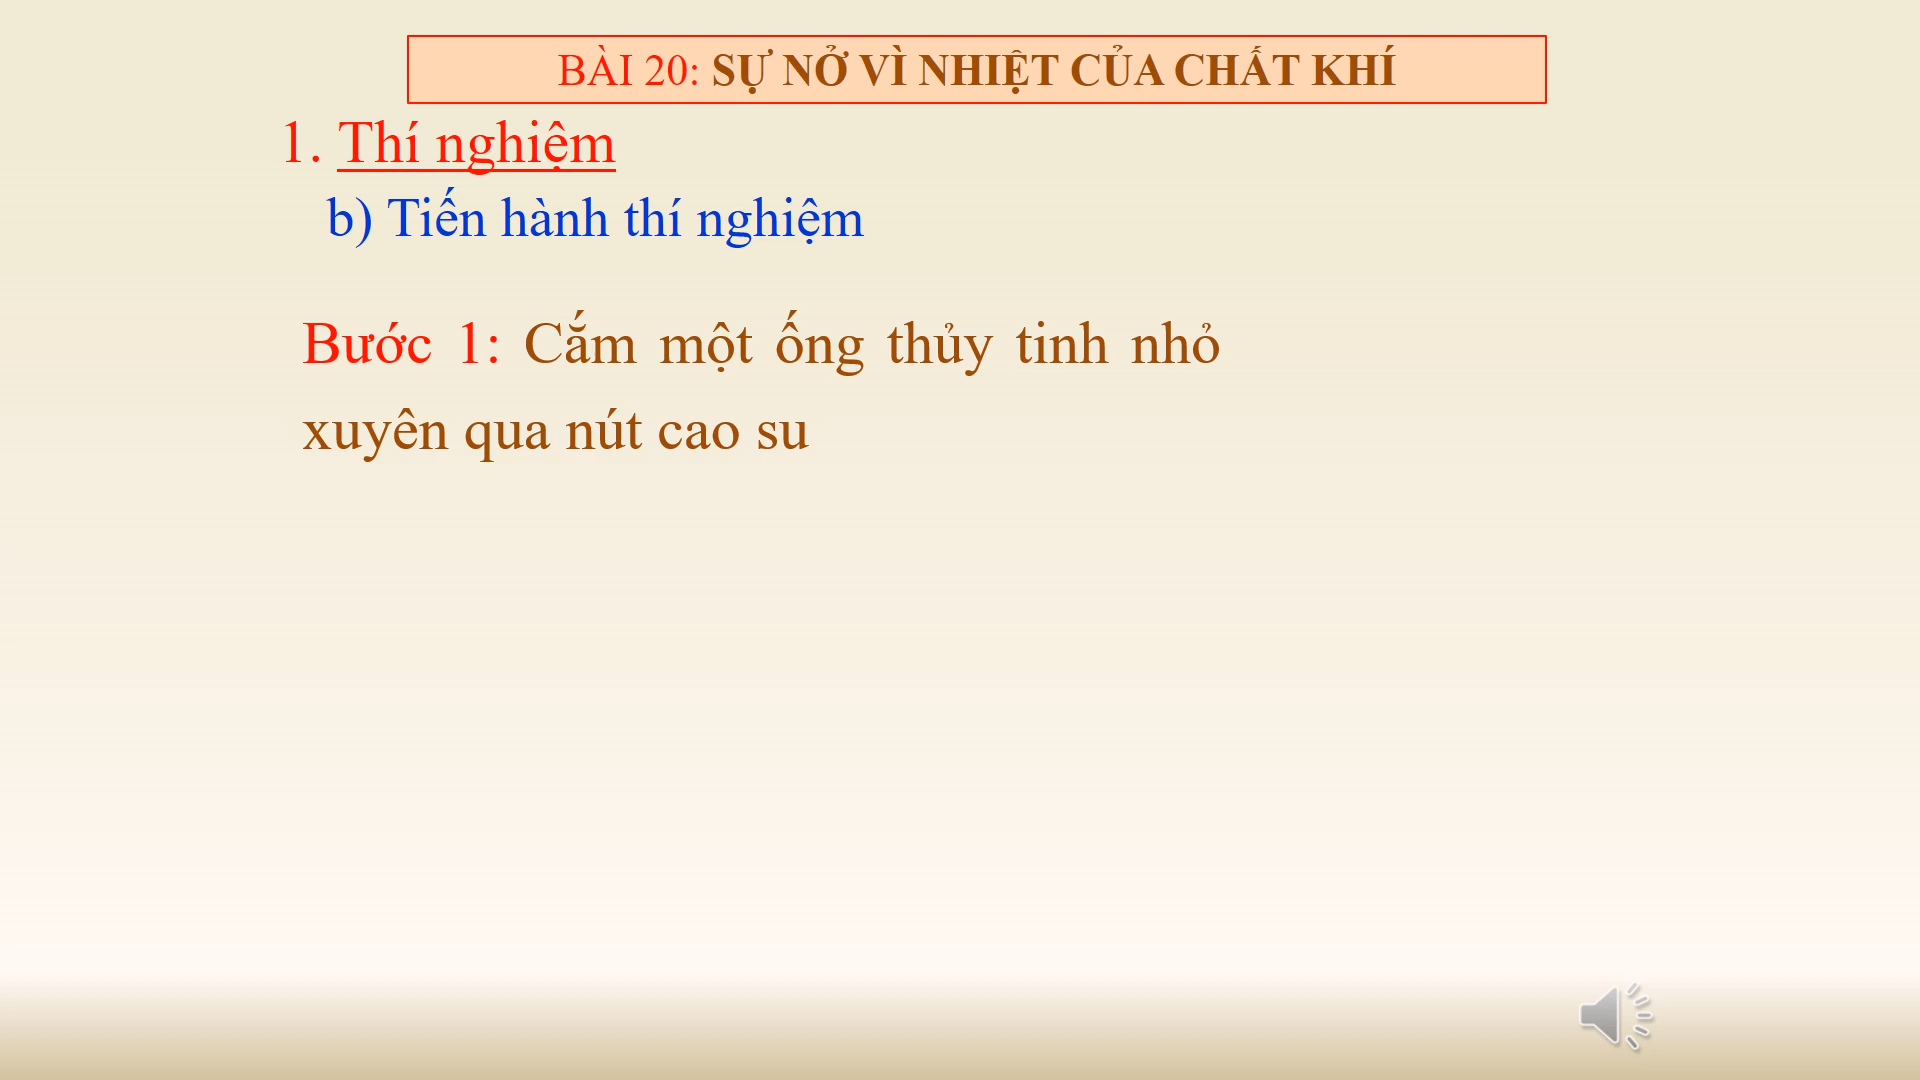 BÀI 20: SỰ NỞ VÌ NHIỆT CỦA CHẤT KHÍ
1. Thí nghiệm
b) Tiến hành thí nghiệm
Bước 1: Cắm một ống thủy tinh nhỏ
xuyên qua nút cao su